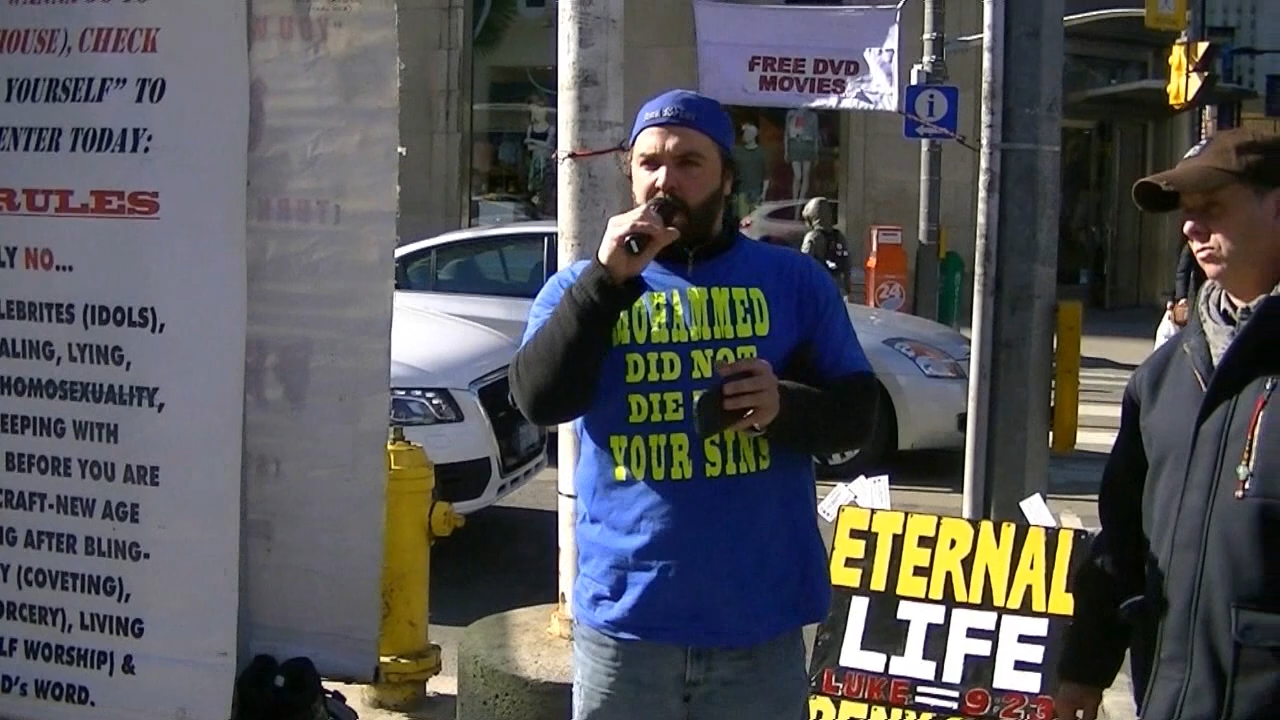 HOUSE), CHECK
YOURSELF" TO
ENTER TODAY:
RULES
LY NO...
LEBRITES (IDOLS),
ALING, LYING,
HOMOSEXUALITY,
EEPING WITH
BEFORE YOU ARE
CRAFT-NEW AGE
NG AFTER BLING-
Y (COVETING),
ORCERY), LIVING
LF WORSHIP) &
D's WORD.
FREE DVD
MOVIES
i
24
MOHAMMED
DID NOT
DIE
YOUR SINS
ETERNAL
LIFE
LUKE=9:23
DENY